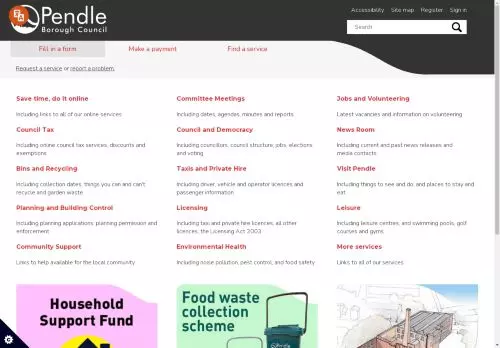 Pendle
Borough Council
Accessibility Site map Register Sign in
Search
Fill in a form Make a payment Find a service
Request a service or report a problem.
Save time, do it online
Including links to all of our online services
Committee Meetings
Including dates, agendas, minutes and reports
Jobs and Volunteering
Latest vacancies and information on volunteering
Council Tax
Including online council tax services, discounts and
exemptions
Council and Democracy
Including councillors, council structure, jobs, elections
and voting
News Room
Including current and past news releases and
media contacts
Bins and Recycling
Including collection dates, things you can and can't
recycle and garden waste
Taxis and Private Hire
Including driver, vehicle and operator licences and
passenger information
Visit Pendle
Including things to see and do, and places to stay and
eat
Planning and Building Control
Including planning applications, planning permission and
enforcement
Licensing
Including taxi and private hire licences, all other
licences, the Licensing Act 2003
Leisure
Including leisure centres, and swimming pools, golf
courses and gyms
Community Support
Links to help available for the local community
Environmental Health
Including noise pollution, pest control, and food safety
More services
Links to all of our services
Household
Support Fund
Food waste
collection
scheme
Pendle